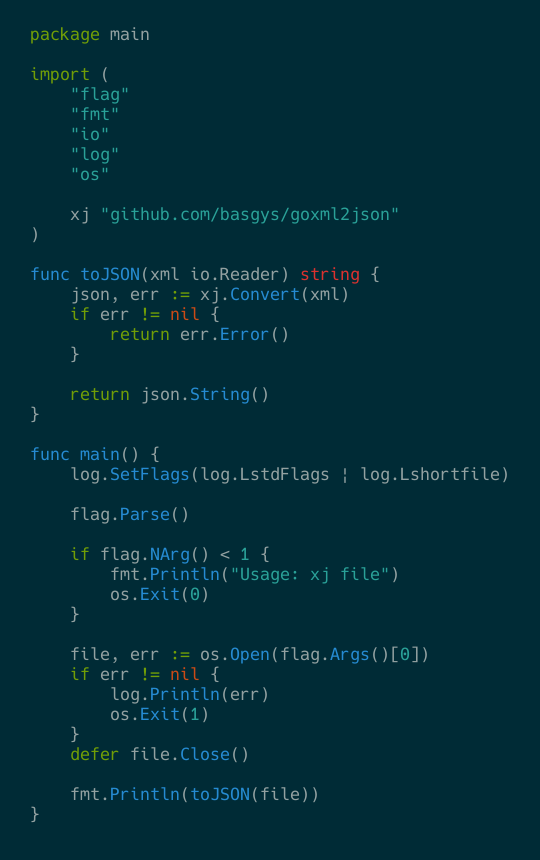 package main

import (
    "flag"
    "fmt"
    "io"
    "log"
    "os"

    xj "github.com/basgys/goxml2json"
)

func toJSON(xml io.Reader) string {
    json, err := xj.Convert(xml)
    if err != nil {
        return err.Error()
    }

    return json.String()
}

func main() {
    log.SetFlags(log.LstdFlags ¦ log.Lshortfile)

    flag.Parse()

    if flag.NArg() < 1 {
        fmt.Println("Usage: xj file")
        os.Exit(0)
    }

    file, err := os.Open(flag.Args()[0])
    if err != nil {
        log.Println(err)
        os.Exit(1)
    }
    defer file.Close()

    fmt.Println(toJSON(file))
}